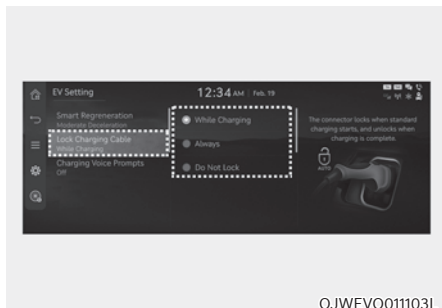 EV Setting
12:34 AM Feb. 19
Smart Regreneration
Moderate Deceleration
Lock Charging Cable
While Charging
Charging Voice Prompts
Off
While Charging
Always
Do Not Lock
The connector locks when standard
charging starts, and unlocks when
charging is complete.
AUTO
OJWEVQ011103L